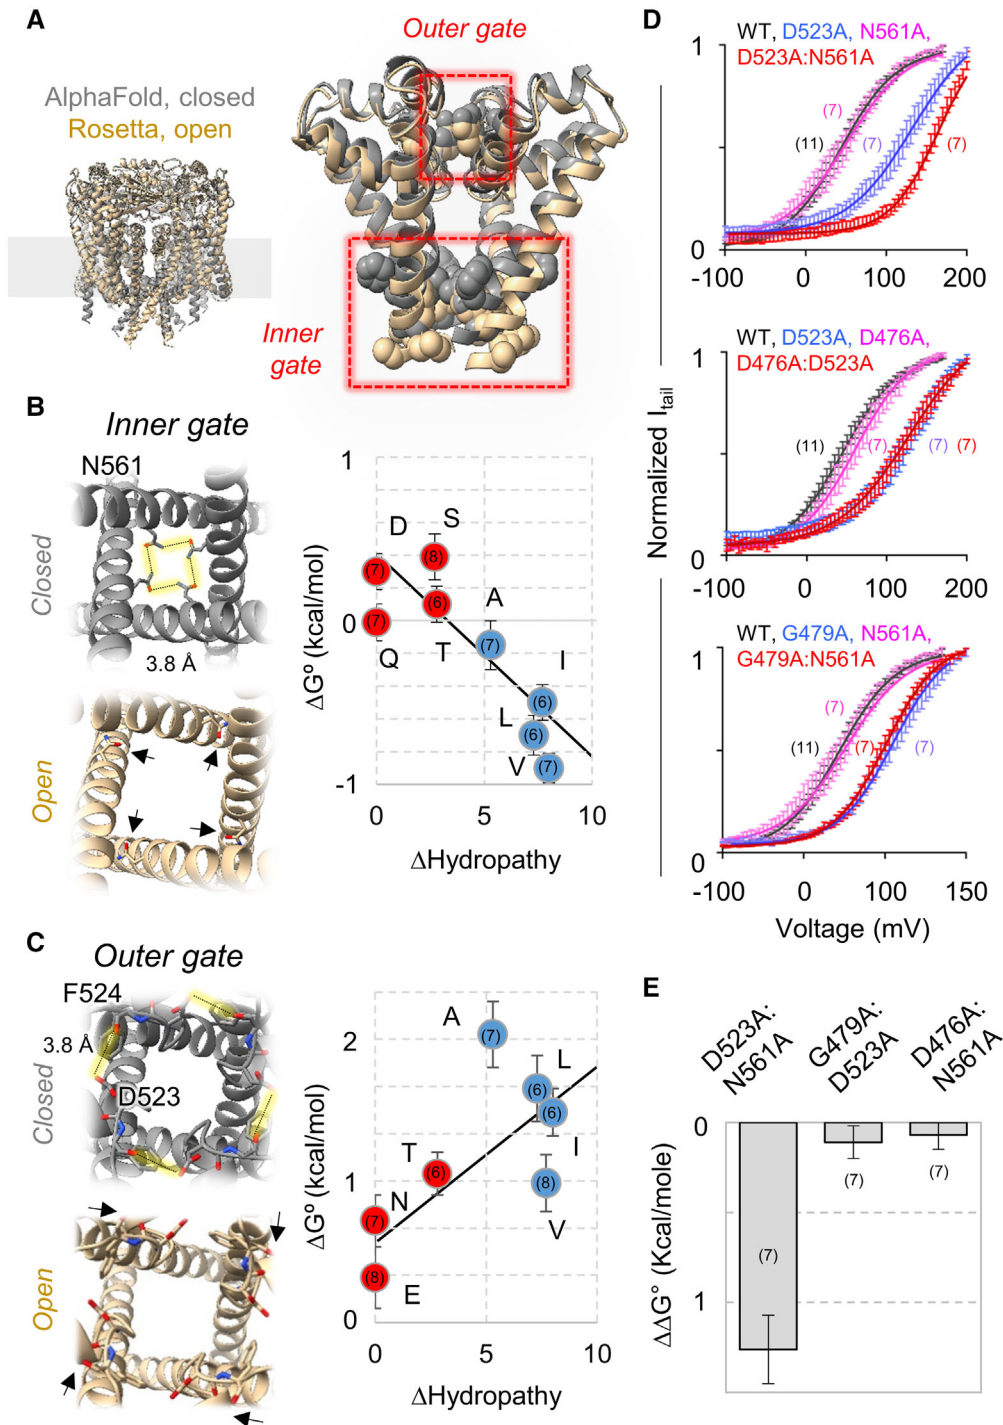 A
AlphaFold, closed
Rosetta, open
Outer gate
Inner
gate
B
Inner gate
N561
Closed
3.8 Å
Open
ΔGº (kcal/mol)
1
0
-1
D
S
(7)
(8)
(6)
(7)
Q
T
A
(7)
I
(6)
L
(6)
V
(7)
0
5
10
ΔHydropathy
C
Outer gate
F524
3.8 Å
D523
Closed
Open
ΔGº (kcal/mol)
2
1
0
A
(7)
L
(6)
(6)
I
T
(6)
N
(7)
(8)
V
(8)
E
0
5
10
ΔHydropathy
D
Normalized Itail
WT, D523A, N561A,
D523A:N561A
1
0
(7)
(11)
(7)
(7)
-100
0
100
200
WT, D523A, D476A,
D476A:D523A
1
0
(11)
(7)
(7)
(7)
-100
0
100
200
WT, G479A, N561A,
G479A:N561A
1
0
(7)
(11)
(7)
(7)
-100
0
100
150
Voltage (mV)
E
D523A:
N561A
G479A:
D523A
D476A:
N561A
ΔΔG° (Kcal/mole)
0
1
(7)
(7)
(7)